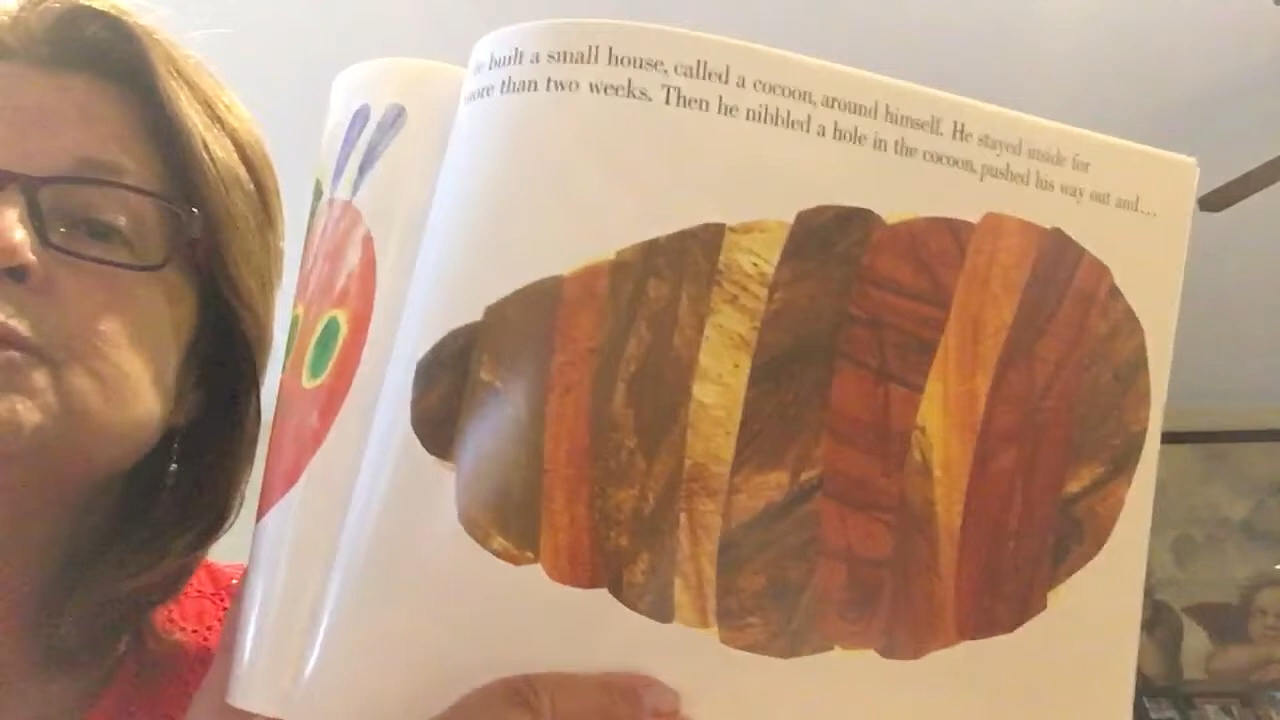 built a small house, called a cocoon, around himself. He stayed inside for
than two weeks. Then he nibbled a hole in the cocoon, pushed his way out and...